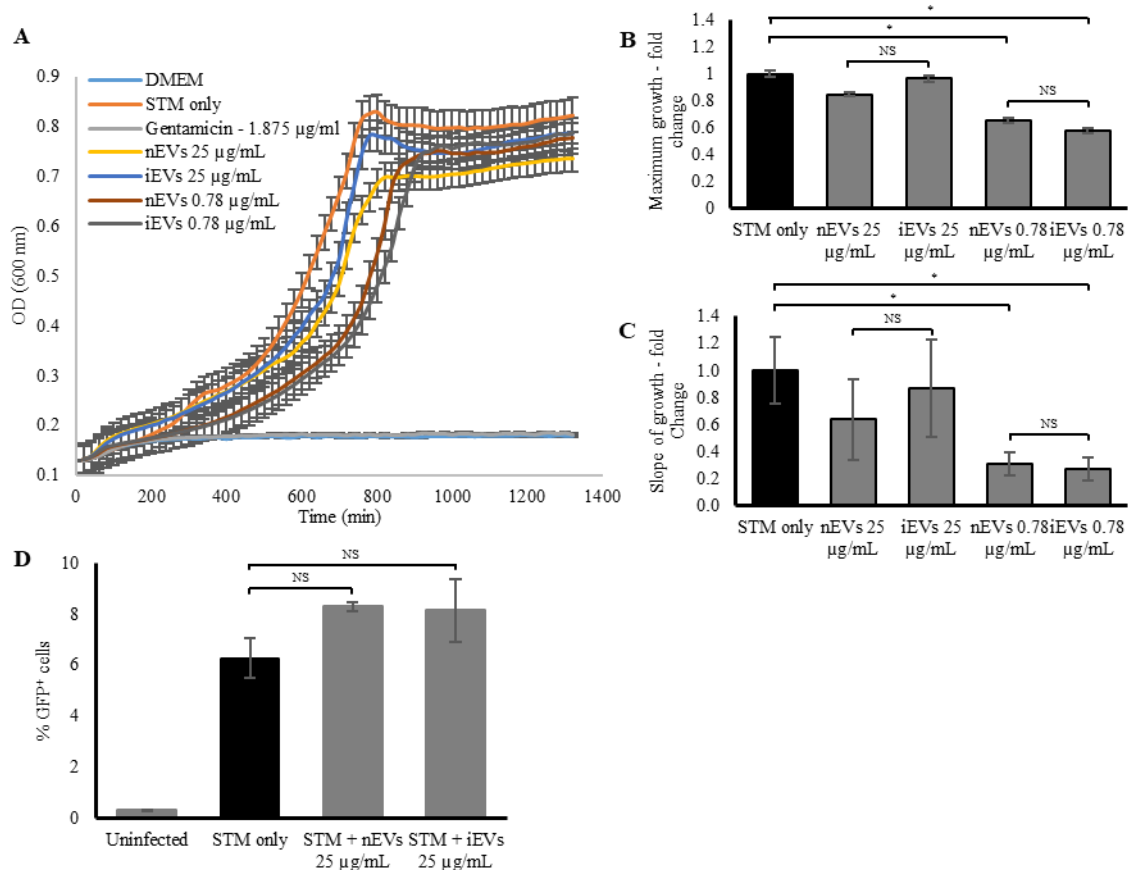 A
DMEM
STM only
Gentamicin - 1.875 µg/ml
nEVs 25 µg/mL
iEVs 25 µg/mL
nEVs 0.78 µg/mL
iEVs 0.78 µg/mL
OD (600 nm)
0.9
0.8
0.7
0.6
0.5
0.4
0.3
0.2
0.1
0 200 400 600 800 1000 1200 1400
Time (min)
B
Maximum growth - fold
change
1.4
1.2
1
0.8
0.6
0.4
0.2
0
*
*
NS
NS
STM only nEVs 25 iEVs 25 nEVs 0.78 iEVs 0.78
µg/mL µg/mL µg/mL µg/mL
C
Slope of growth - fold
Change
1.4
1.2
1.0
0.8
0.6
0.4
0.2
0.0
*
*
NS
NS
STM only nEVs 25 iEVs 25 nEVs 0.78 iEVs 0.78
µg/mL µg/mL µg/mL µg/mL
D
% GFP⁺ cells
10
8
6
4
2
0
NS
NS
Uninfected STM only STM + nEVs STM + iEVs
25 µg/mL 25 µg/mL